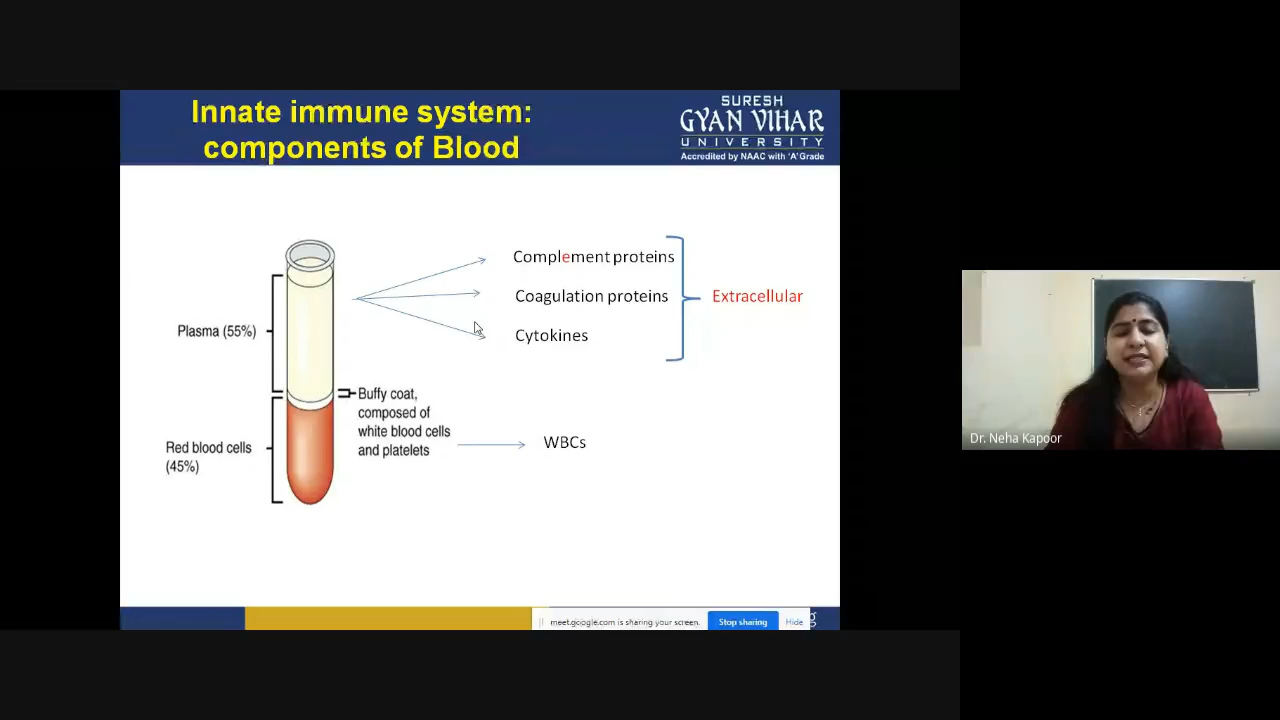 Innate immune system:
components of Blood
SURESH
GYAN VIHAR
UNIVERSITY
Accredited by NAAC with 'A' Grade
Complement proteins
Coagulation proteins
Extracellular
Plasma (55%)
Cytokines
Buffy coat,
composed of
white blood cells
and platelets
WBCs
Red blood cells
(45%)
Dr. Neha Kapoor
meet.google.com is sharing your screen.
Stop sharing
Hide
g